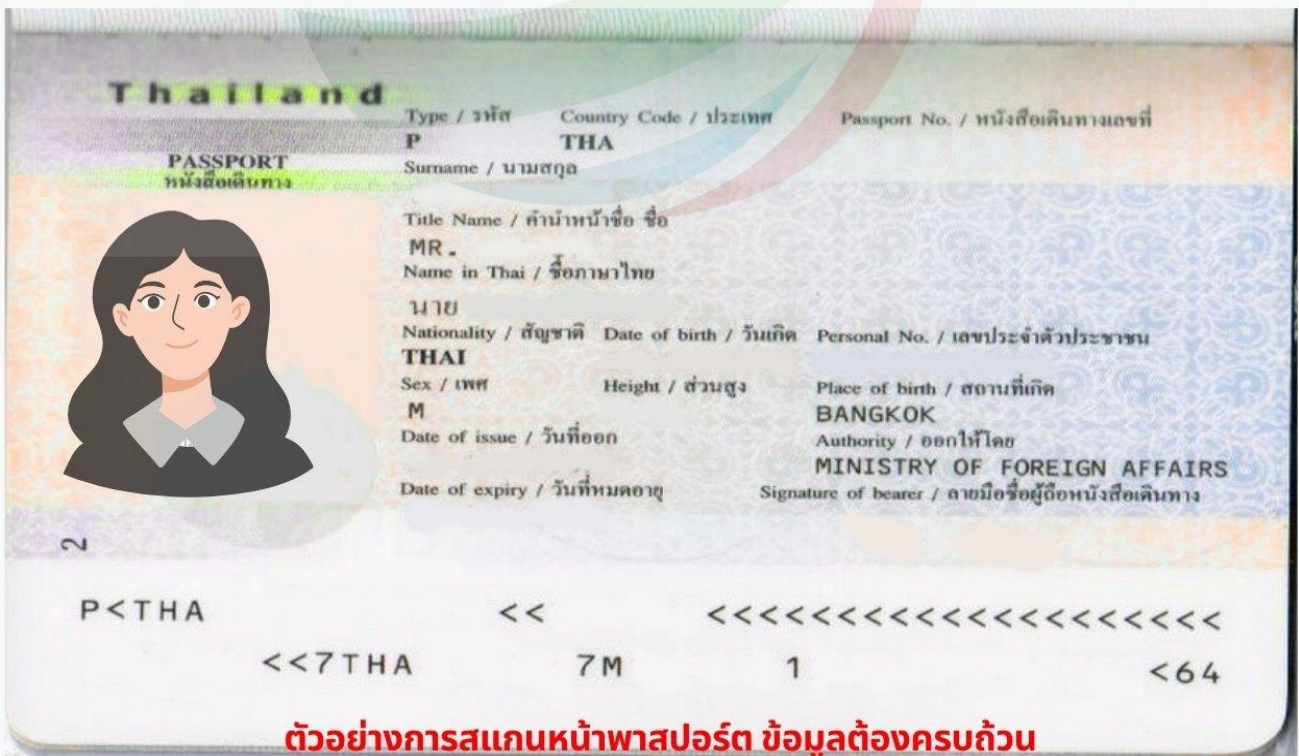 Thailand
Type / รหัส Country Code / ประเทศ Passport No. / หนังสือเดินทางเลขที่
P THA
PASSPORT
หนังสือเดินทาง
Surname / นามสกุล
Title Name / คำนำหน้าชื่อ ชื่อ
MR.
Name in Thai / ชื่อภาษาไทย
นาย
Nationality / สัญชาติ Date of birth / วันเกิด Personal No. / เลขประจำตัวประชาชน
THAI
Sex / เพศ Height / ส่วนสูง Place of birth / สถานที่เกิด
M BANGKOK
Date of issue / วันที่ออก Authority / ออกให้โดย
MINISTRY OF FOREIGN AFFAIRS
Date of expiry / วันที่หมดอายุ Signature of bearer / ลายมือชื่อผู้ถือหนังสือเดินทาง
2
P<THA << <<<<<<<<<<<<<<<<<<<<
<<7THA 7M 1 <64
ตัวอย่างการสแกนหน้าพาสปอร์ต ข้อมูลต้องครบถ้วน